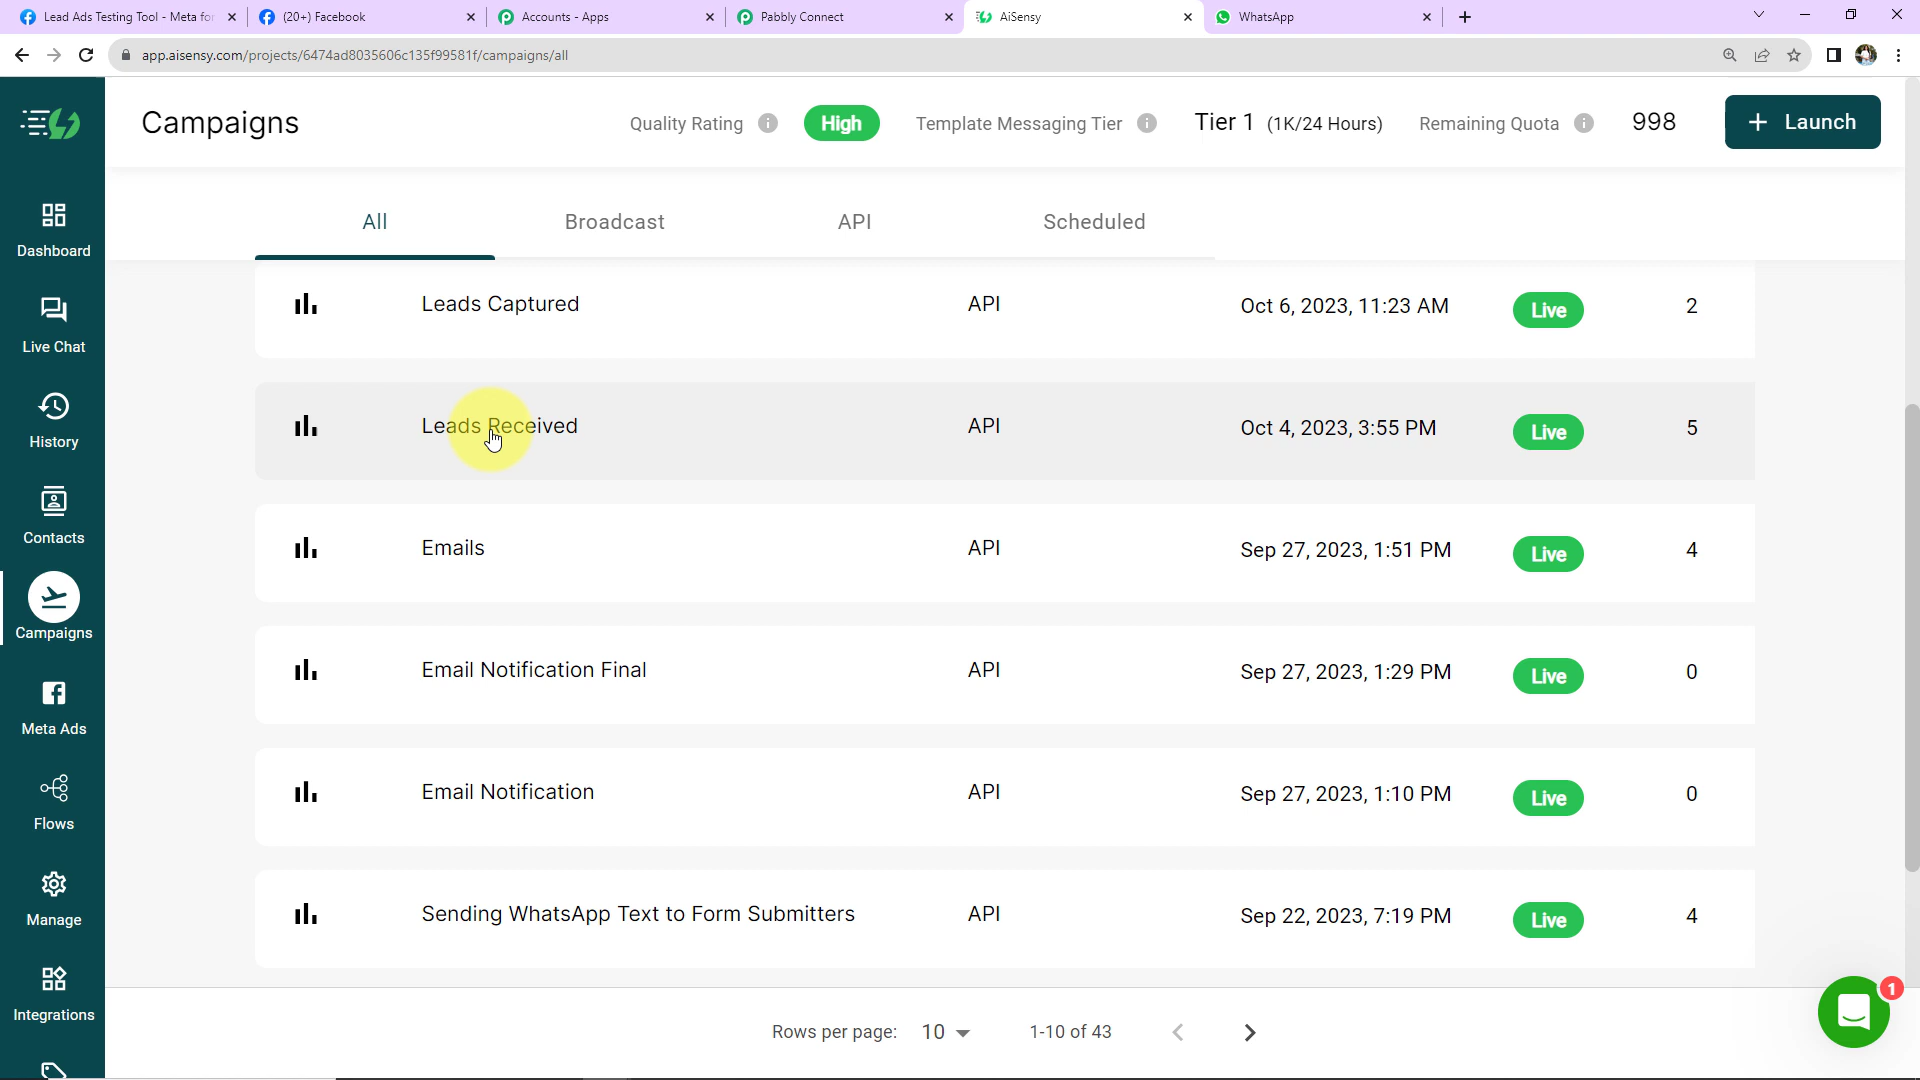 Lead Ads Testing Tool - Meta for
(20+) Facebook
Accounts - Apps
Pabbly Connect
AiSensy
WhatsApp
app.aisensy.com/projects/6474ad8035606c135f99581f/campaigns/all
Campaigns
Quality Rating
High
Template Messaging Tier
Tier 1 (1K/24 Hours)
Remaining Quota
998
+ Launch
Dashboard
Live Chat
History
Contacts
Campaigns
Meta Ads
Flows
Manage
Integrations
All
Broadcast
API
Scheduled
Leads Captured API Oct 6, 2023, 11:23 AM Live 2
Leads Received API Oct 4, 2023, 3:55 PM Live 5
Emails API Sep 27, 2023, 1:51 PM Live 4
Email Notification Final API Sep 27, 2023, 1:29 PM Live 0
Email Notification API Sep 27, 2023, 1:10 PM Live 0
Sending WhatsApp Text to Form Submitters API Sep 22, 2023, 7:19 PM Live 4
Rows per page: 10 1-10 of 43
1